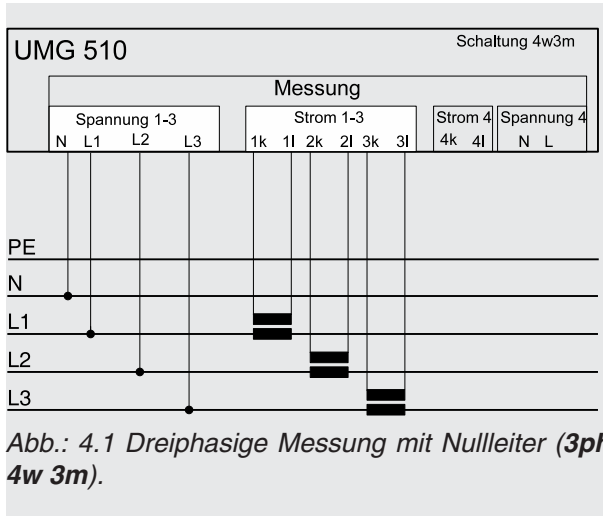 UMG 510 Schaltung 4w3m
Messung
Spannung 1-3 Strom 1-3 Strom 4 Spannung 4
N L1 L2 L3 1k 1l 2k 2l 3k 3l 4k 4l N L
PE
N
L1
L2
L3
Abb.: 4.1 Dreiphasige Messung mit Nullleiter (3ph
4w 3m).